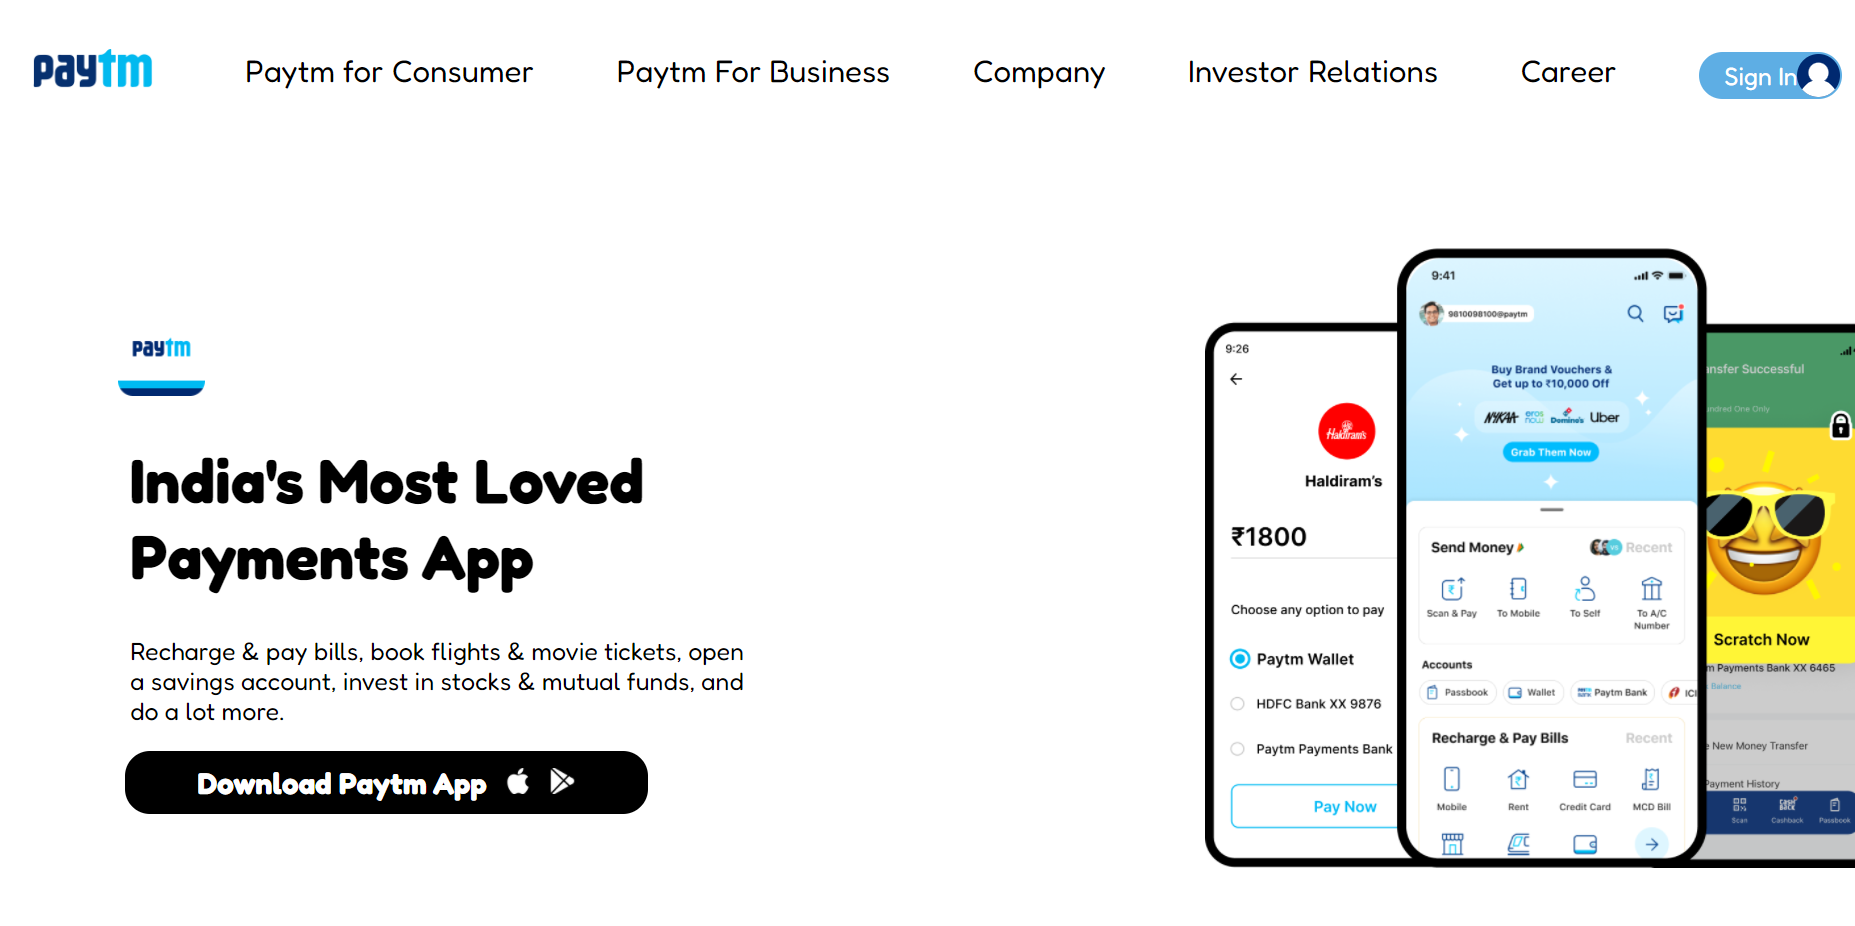 paytm
Paytm for Consumer
Paytm For Business
Company
Investor Relations
Career
Sign In
paytm
India's Most Loved
Payments App
Recharge & pay bills, book flights & movie tickets, open
a savings account, invest in stocks & mutual funds, and
do a lot more.
Download Paytm App
9:26
Haldiram's
Haldiram's
₹1800
Choose any option to pay
Paytm Wallet
HDFC Bank XX 9876
Paytm Payments Bank
Pay Now
9:41
9810098100@paytm
Buy Brand Vouchers &
Get up to ₹10,000 Off
NYKAA eros now Domino's Uber
Grab Them Now
Send Money
Recent
Scan & Pay
To Mobile
To Self
To A/C
Number
Accounts
Passbook
Wallet
Paytm Bank
ICI
Recharge & Pay Bills
Recent
Mobile
Rent
Credit Card
MCD Bill
nsfer Successful
undred One Only
Scratch Now
m Payments Bank XX 6465
Balance
e New Money Transfer
Payment History
Scan
Cashback
Passbook